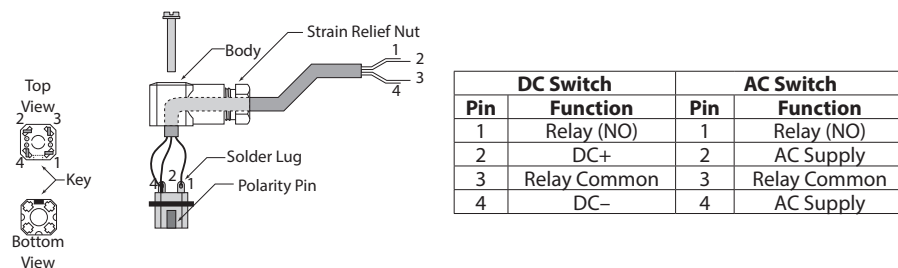 Strain Relief Nut
Body
1
2
3
4
Top
View
2 3
4 1
Key
Bottom
View
4 2 1
Solder Lug
Polarity Pin
DC Switch AC Switch
Pin Function Pin Function
1 Relay (NO) 1 Relay (NO)
2 DC+ 2 AC Supply
3 Relay Common 3 Relay Common
4 DC– 4 AC Supply